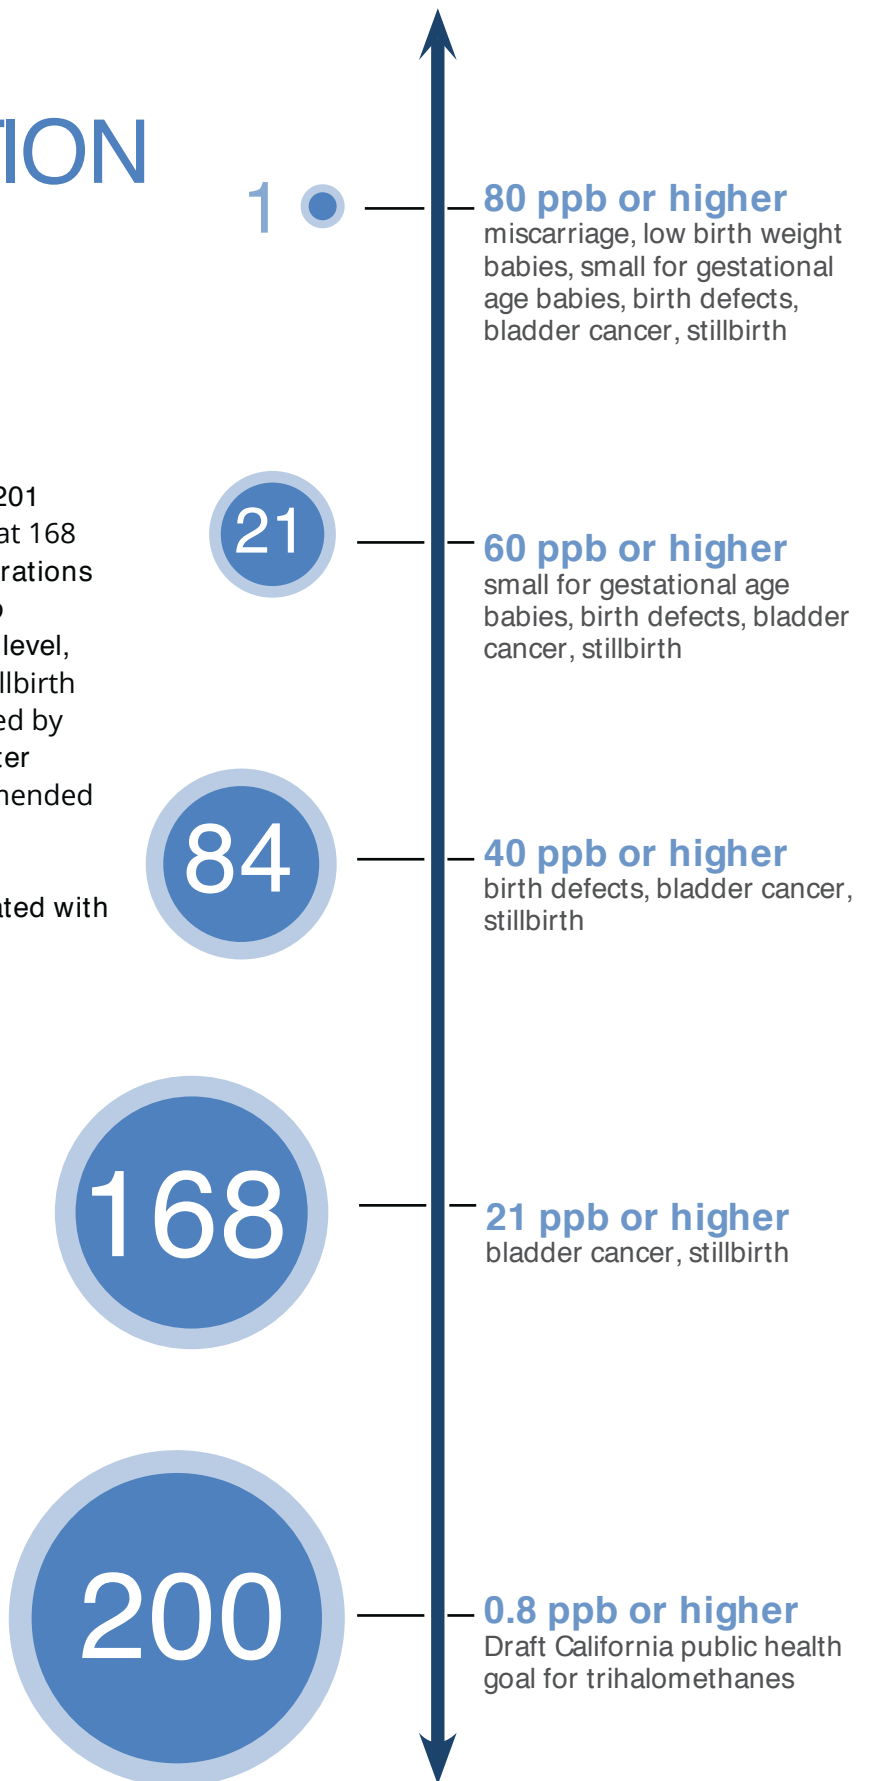 TION
1
80 ppb or higher
miscarriage, low birth weight
babies, small for gestational
age babies, birth defects,
bladder cancer, stillbirth
201
at 168
rations
level,
llbirth
ed by
ter
mended
ated with
21
60 ppb or higher
small for gestational age
babies, birth defects, bladder
cancer, stillbirth
84
40 ppb or higher
birth defects, bladder cancer,
stillbirth
168
21 ppb or higher
bladder cancer, stillbirth
200
0.8 ppb or higher
Draft California public health
goal for trihalomethanes